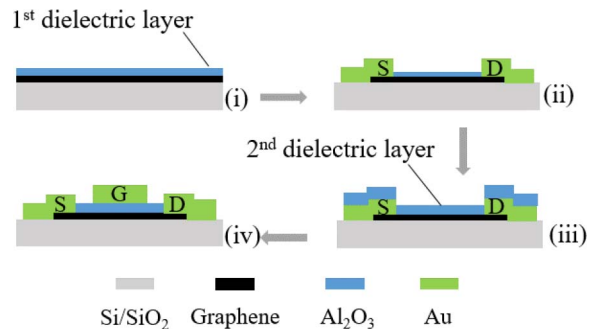 1st dielectric layer
(i)
S D
(ii)
2nd dielectric layer
S D
(iii)
G
S D
(iv)
Si/SiO2 Graphene Al2O3 Au